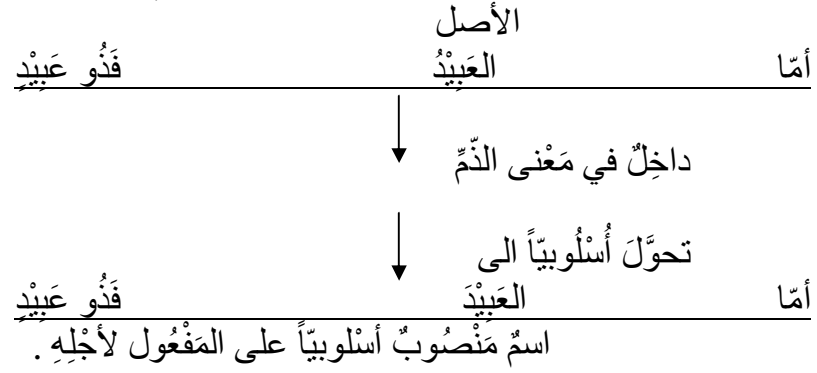 الأصل
أمّا العَبِيْدُ فَذُو عَبِيْدٍ
داخِلٌ في مَعْنى الذّمِّ
تحوَّلَ أُسْلُوبيّاً الى
أمّا العَبِيْدَ فَذُو عَبِيْدٍ
اسمٌ مَنْصُوبٌ أسْلوبيّاً على المَفْعُول لأجْلِهِ .